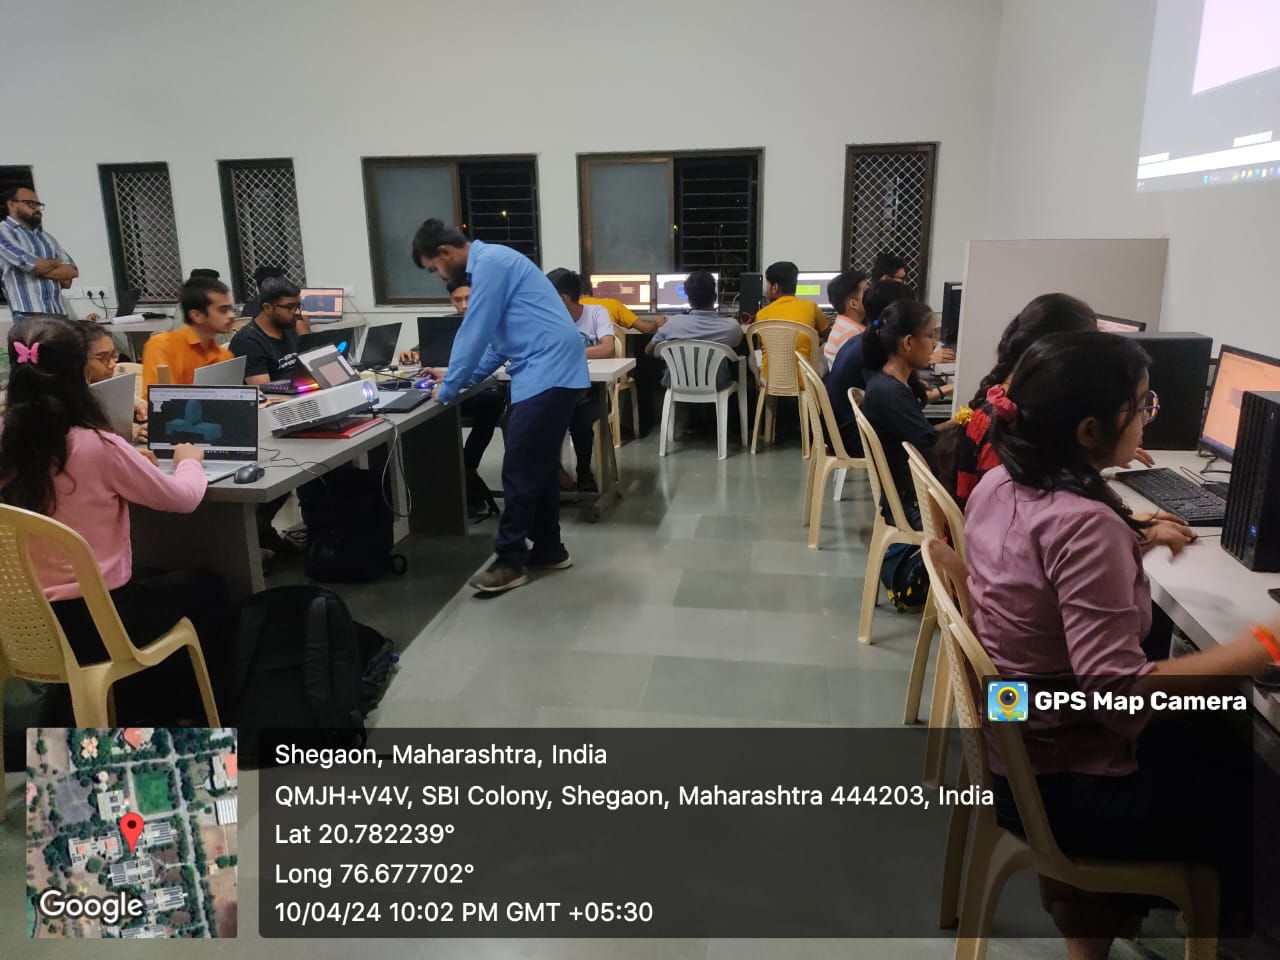 GPS Map Camera
Shegaon, Maharashtra, India
QMJH+V4V, SBI Colony, Shegaon, Maharashtra 444203, India
Lat 20.782239°
Long 76.677702°
10/04/24 10:02 PM GMT +05:30
Google